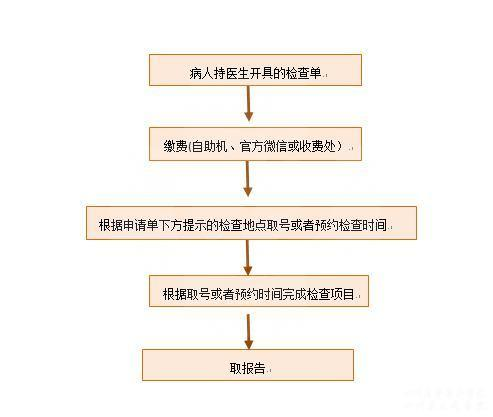 病人持医生开具的检查单
缴费(自助机、官方微信或收费处）
根据申请单下方提示的检查地点取号或者预约检查时间
根据取号或者预约时间完成检查项目
取报告